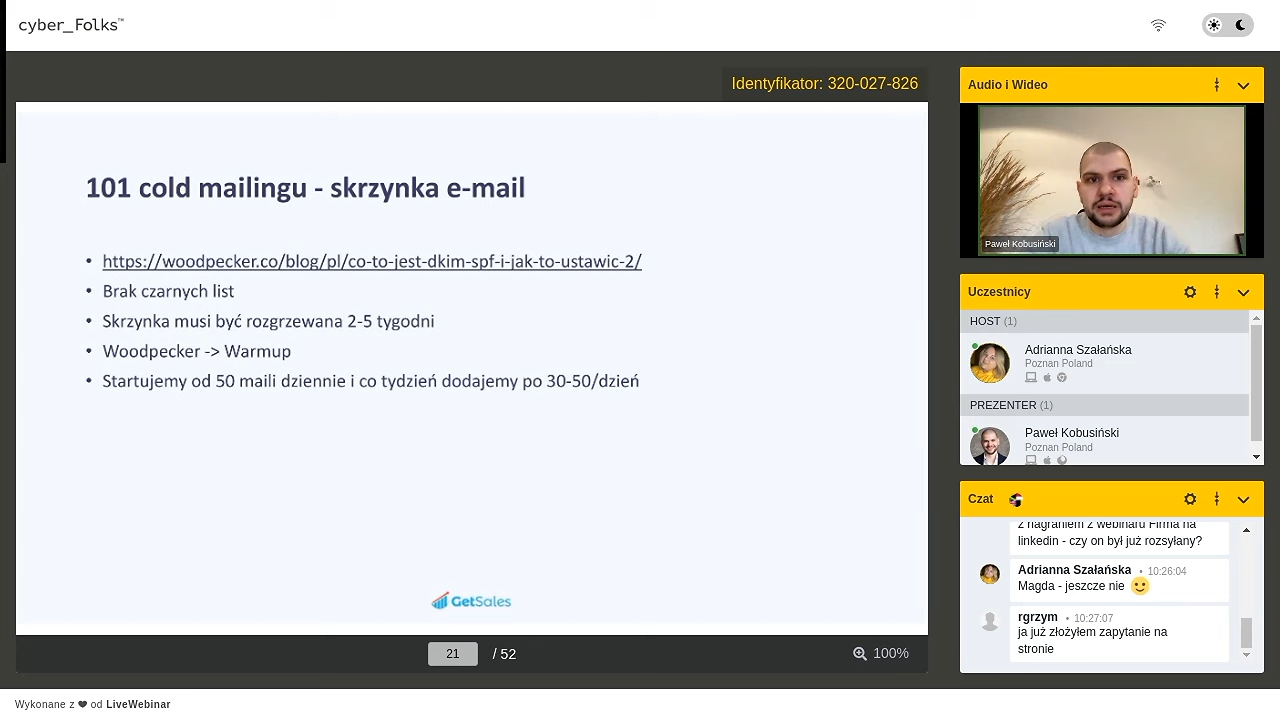 cyber_Folks™
Identyfikator: 320-027-826
101 cold mailingu - skrzynka e-mail
• https://woodpecker.co/blog/pl/co-to-jest-dkim-spf-i-jak-to-ustawic-2/
• Brak czarnych list
• Skrzynka musi być rozgrzewana 2-5 tygodni
• Woodpecker -> Warmup
• Startujemy od 50 maili dziennie i co tydzień dodajemy po 30-50/dzień
GetSales
21 / 52
100%
Audio i Wideo
Paweł Kobusiński
Uczestnicy
HOST (1)
Adrianna Szałańska
Poznan Poland
PREZENTER (1)
Paweł Kobusiński
Poznan Poland
Czat
z nagraniem z webinaru Firma na
linkedin - czy on był już rozsyłany?
Adrianna Szałańska • 10:26:04
Magda - jeszcze nie
rgrzym • 10:27:07
ja już złożyłem zapytanie na
stronie
Wykonane z ❤ od LiveWebinar